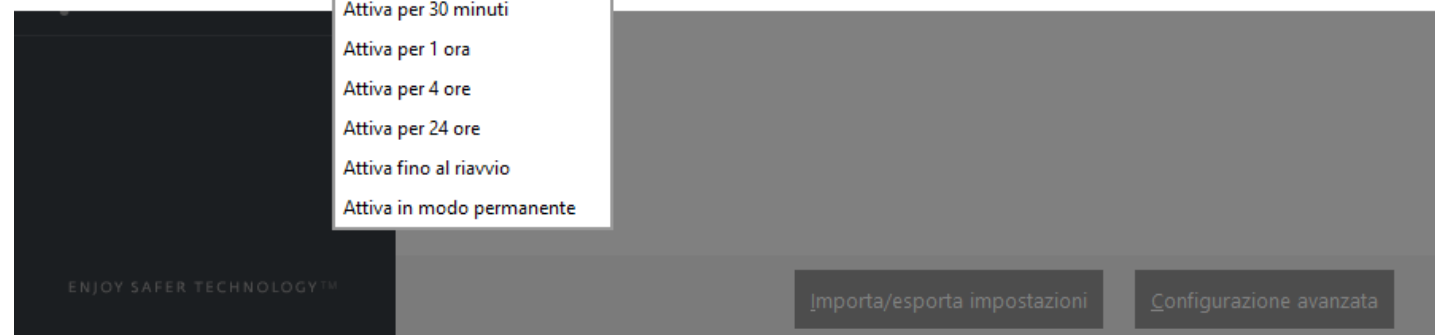 Attiva per 30 minuti
Attiva per 1 ora
Attiva per 4 ore
Attiva per 24 ore
Attiva fino al riavvio
Attiva in modo permanente
ENJOY SAFER TECHNOLOGY™
Importa/esporta impostazioni
Configurazione avanzata